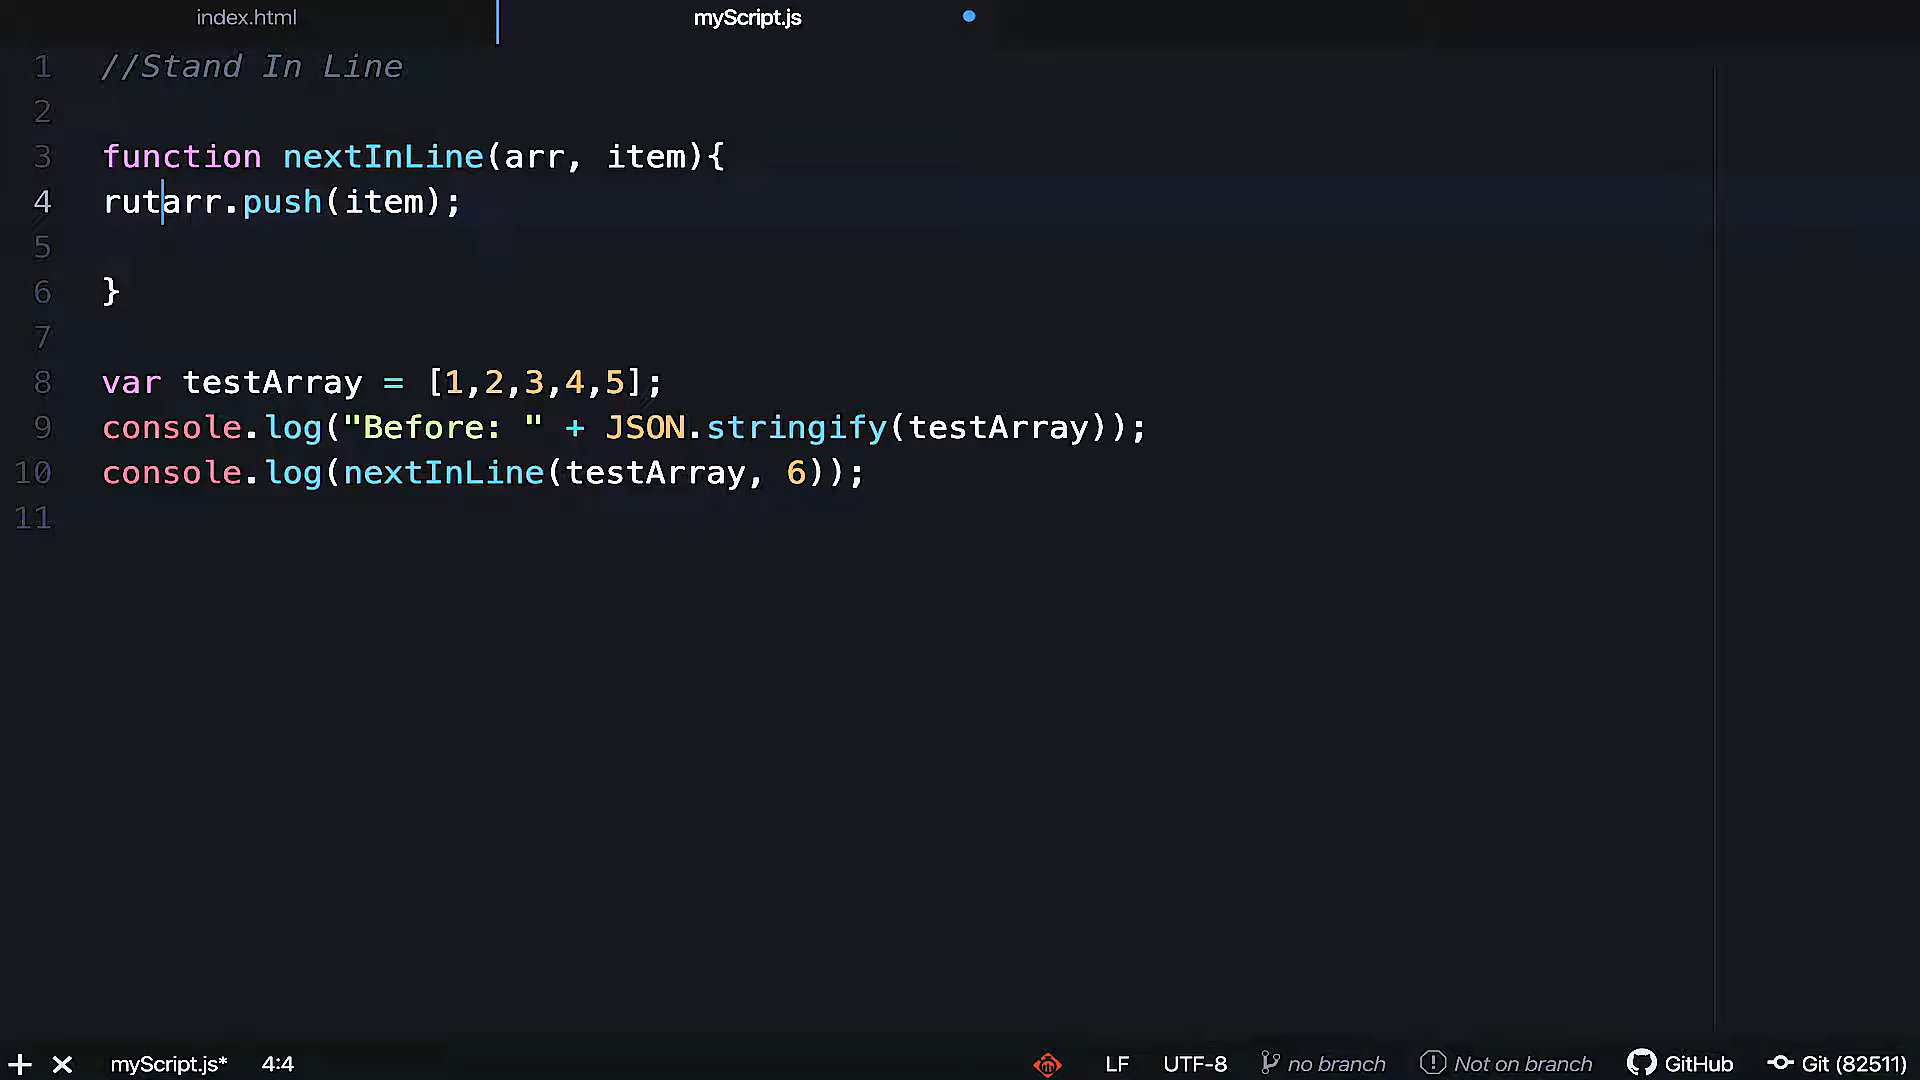 index.html
myScript.js
1 //Stand In Line
2
3 function nextInLine(arr, item){
4 rutarr.push(item);
5
6 }
7
8 var testArray = [1,2,3,4,5];
9 console.log("Before: " + JSON.stringify(testArray));
10 console.log(nextInLine(testArray, 6));
11
myScript.js* 4:4 LF UTF-8 no branch Not on branch GitHub Git (82511)